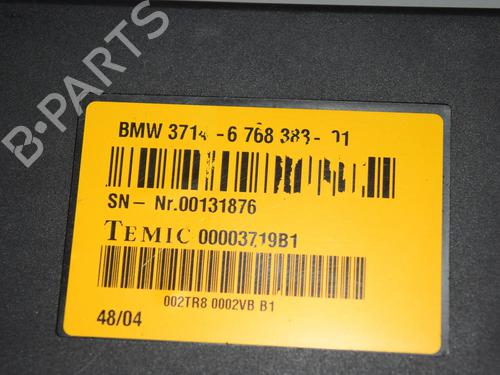 BMW 3714-6 768 383-01
SN- Nr.00131876
TEMIC 00003719B1
002TR8 0002VB B1
48/04
B-PARTS